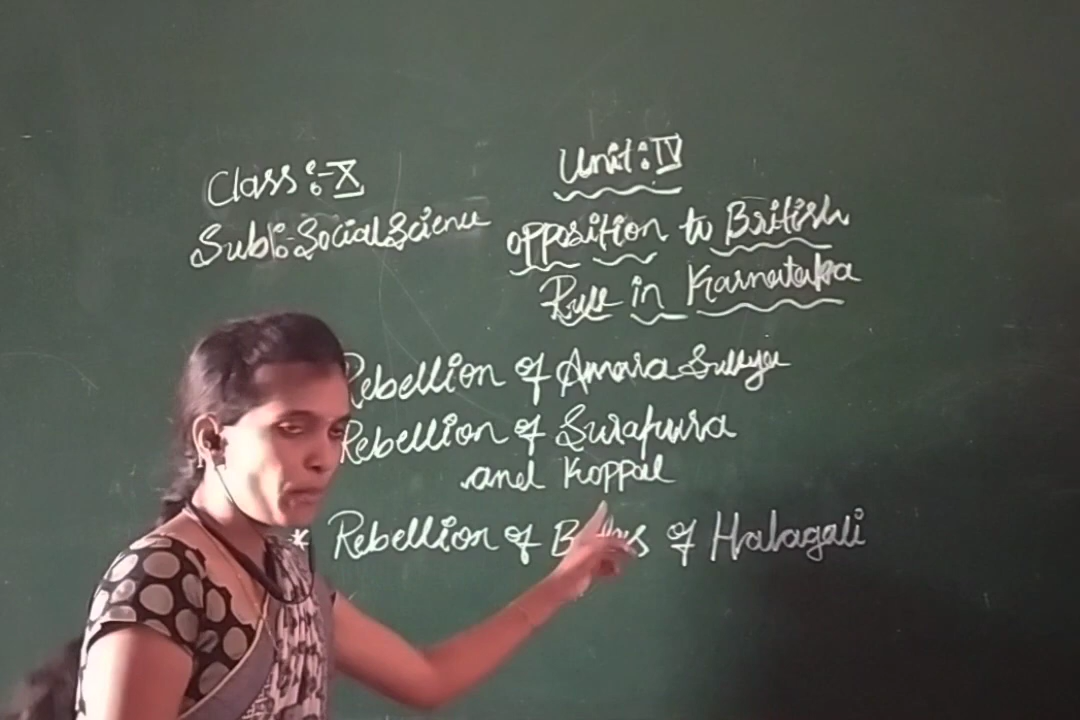 Class :- X
Sub :- Social Science
Unit : IV
opposition to British
Rule in Karnataka
Rebellion of Amara Sullya
Rebellion of Surapura
and Koppal
* Rebellion of of Halagali